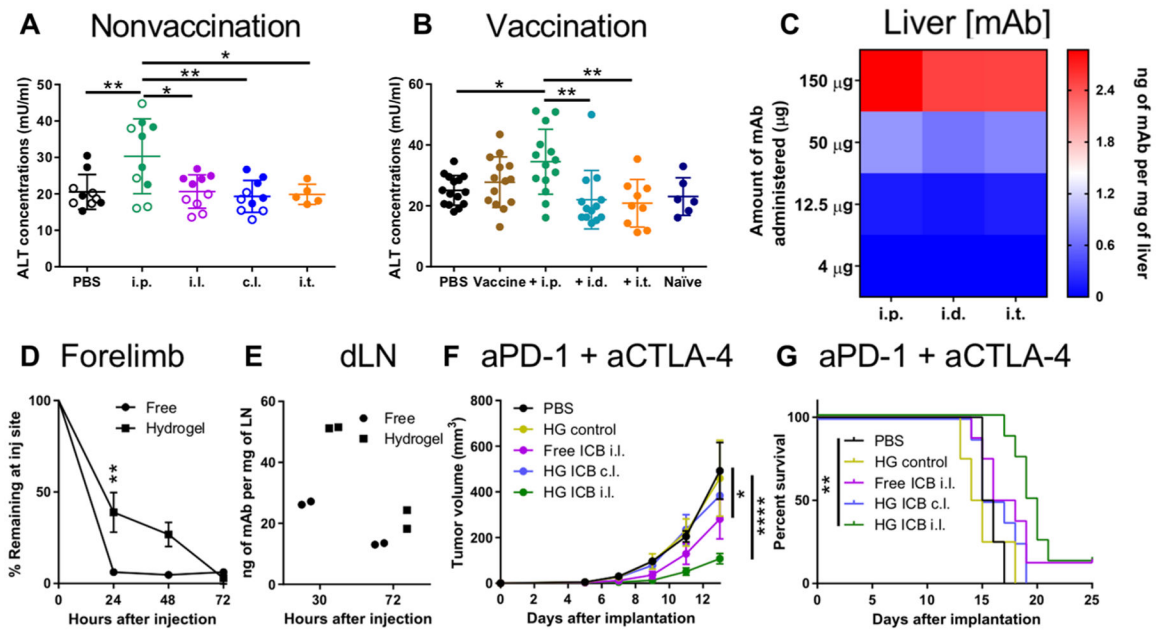 A Nonvaccination
ALT concentrations (mU/ml)
50
40
30
20
10
0
*
**
**
*
PBS i.p. i.l. c.l. i.t.
B Vaccination
ALT concentrations (mU/ml)
60
40
20
0
*
**
**
PBS Vaccine + i.p. + i.d. + i.t. Naïve
C Liver [mAb]
Amount of mAb
administered (µg)
150 µg
50 µg
12.5 µg
4 µg
i.p. i.d. i.t.
2.4
1.8
1.2
0.6
0
ng of mAb per mg of liver
D Forelimb
% Remaining at inj site
100
50
0
Free
Hydrogel
**
0 24 48 72
Hours after injection
E dLN
ng of mAb per mg of LN
60
40
20
0
Free
Hydrogel
30 72
Hours after injection
F aPD-1 + aCTLA-4
Tumor volume (mm³)
800
600
400
200
0
PBS
HG control
Free ICB i.l.
HG ICB c.l.
HG ICB i.l.
*
****
0 2 4 6 8 10 12
Days after implantation
G aPD-1 + aCTLA-4
Percent survival
100
50
0
PBS
HG control
Free ICB i.l.
HG ICB c.l.
HG ICB i.l.
**
0 5 10 15 20 25
Days after implantation